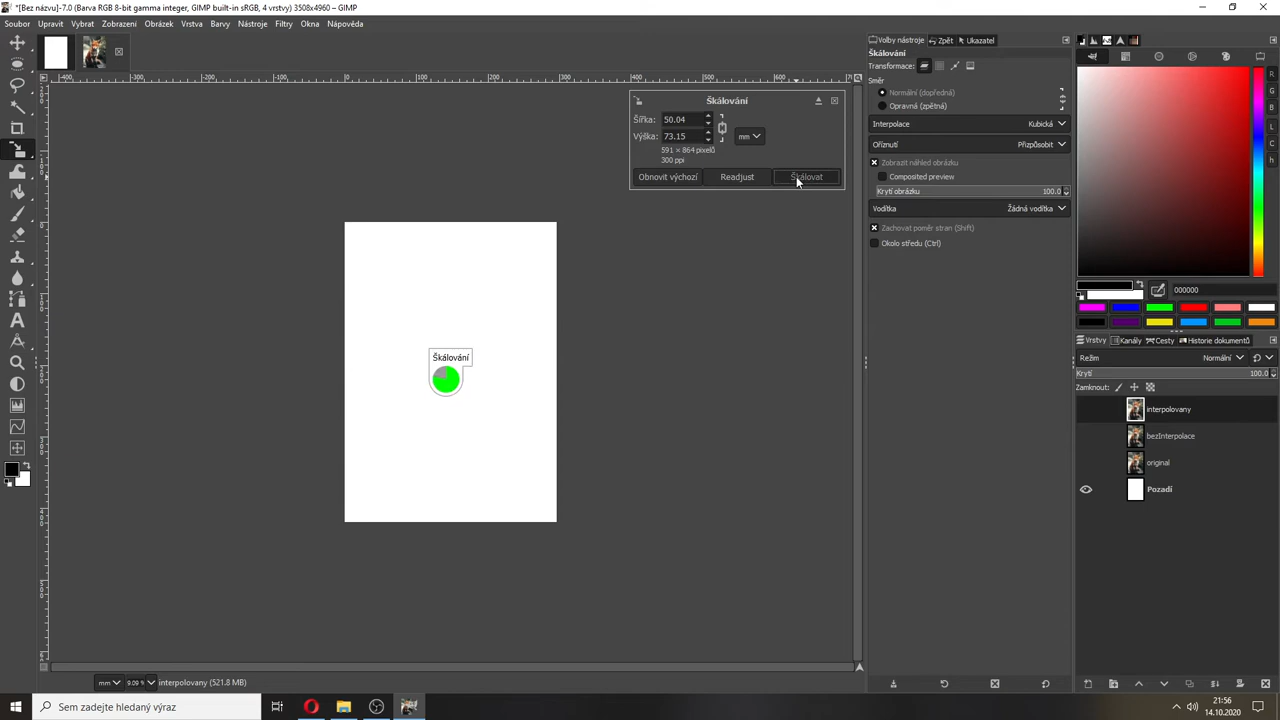 *[Bez názvu]-7.0 (Barva RGB 8-bit gamma integer, GIMP built-in sRGB, 4 vrstvy) 3508x4960 – GIMP
Soubor Upravit Vybrat Zobrazení Obrázek Vrstva Barvy Nástroje Filtry Okna Nápověda
Škálování
Šířka: 50.04
Výška: 73.15 mm
591 × 864 pixelů
300 ppi
Obnovit výchozí Readjust Škálovat
Škálování
mm 9.09 % interpolovany (521.8 MB)
Volby nástroje Zpět Ukazatel
Škálování
Transformace:
Směr
Normální (dopředná)
Opravná (zpětná)
Interpolace Kubická
Oříznutí Přizpůsobit
Zobrazit náhled obrázku
Composited preview
Krytí obrázku 100.0
Vodítka Žádná vodítka
Zachovat poměr stran (Shift)
Okolo středu (Ctrl)
R
G
B
L
C
h
000000
Vrstvy Kanály Cesty Historie dokumentů
Režim Normální
Krytí 100.0
Zamknout:
interpolovany
bezInterpolace
original
Pozadí
Sem zadejte hledaný výraz
21:56
14.10.2020